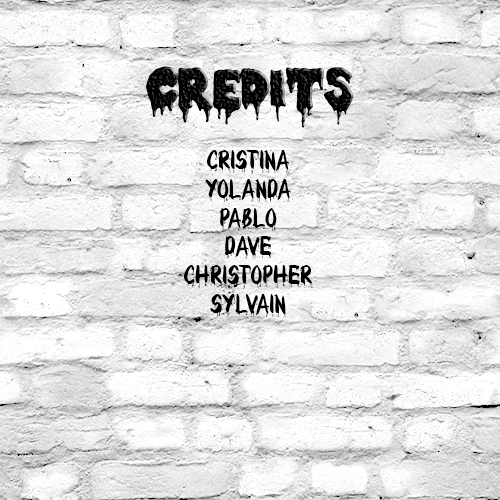 CREDITS
CRISTINA
YOLANDA
PABLO
DAVE
CHRISTOPHER
SYLVAIN